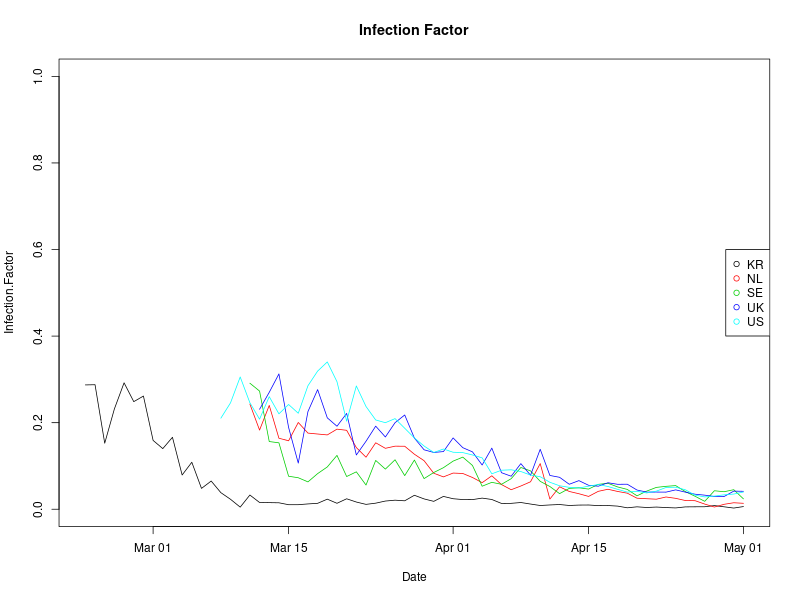 Infection Factor
Infection.Factor
1.0
0.8
0.6
0.4
0.2
0.0
KR
NL
SE
UK
US
Mar 01
Mar 15
Apr 01
Apr 15
May 01
Date